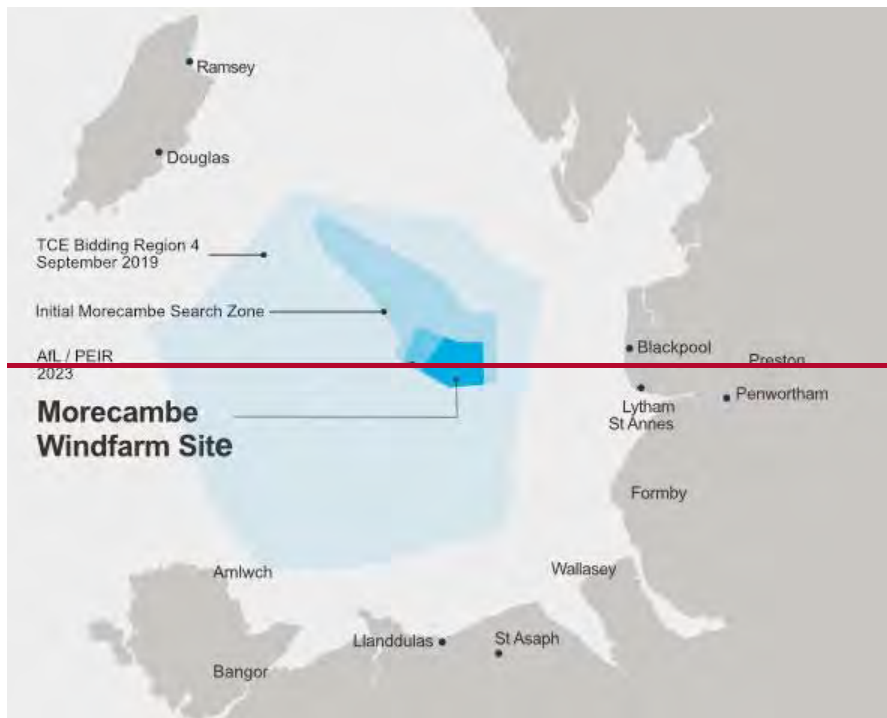 Ramsey
Douglas
TCE Bidding Region 4
September 2019
Initial Morecambe Search Zone
AfL / PEIR
2023
Blackpool
Preston
Penwortham
Morecambe
Windfarm Site
Lytham
St Annes
Formby
Amlwch
Wallasey
Llanddulas
St Asaph
Bangor